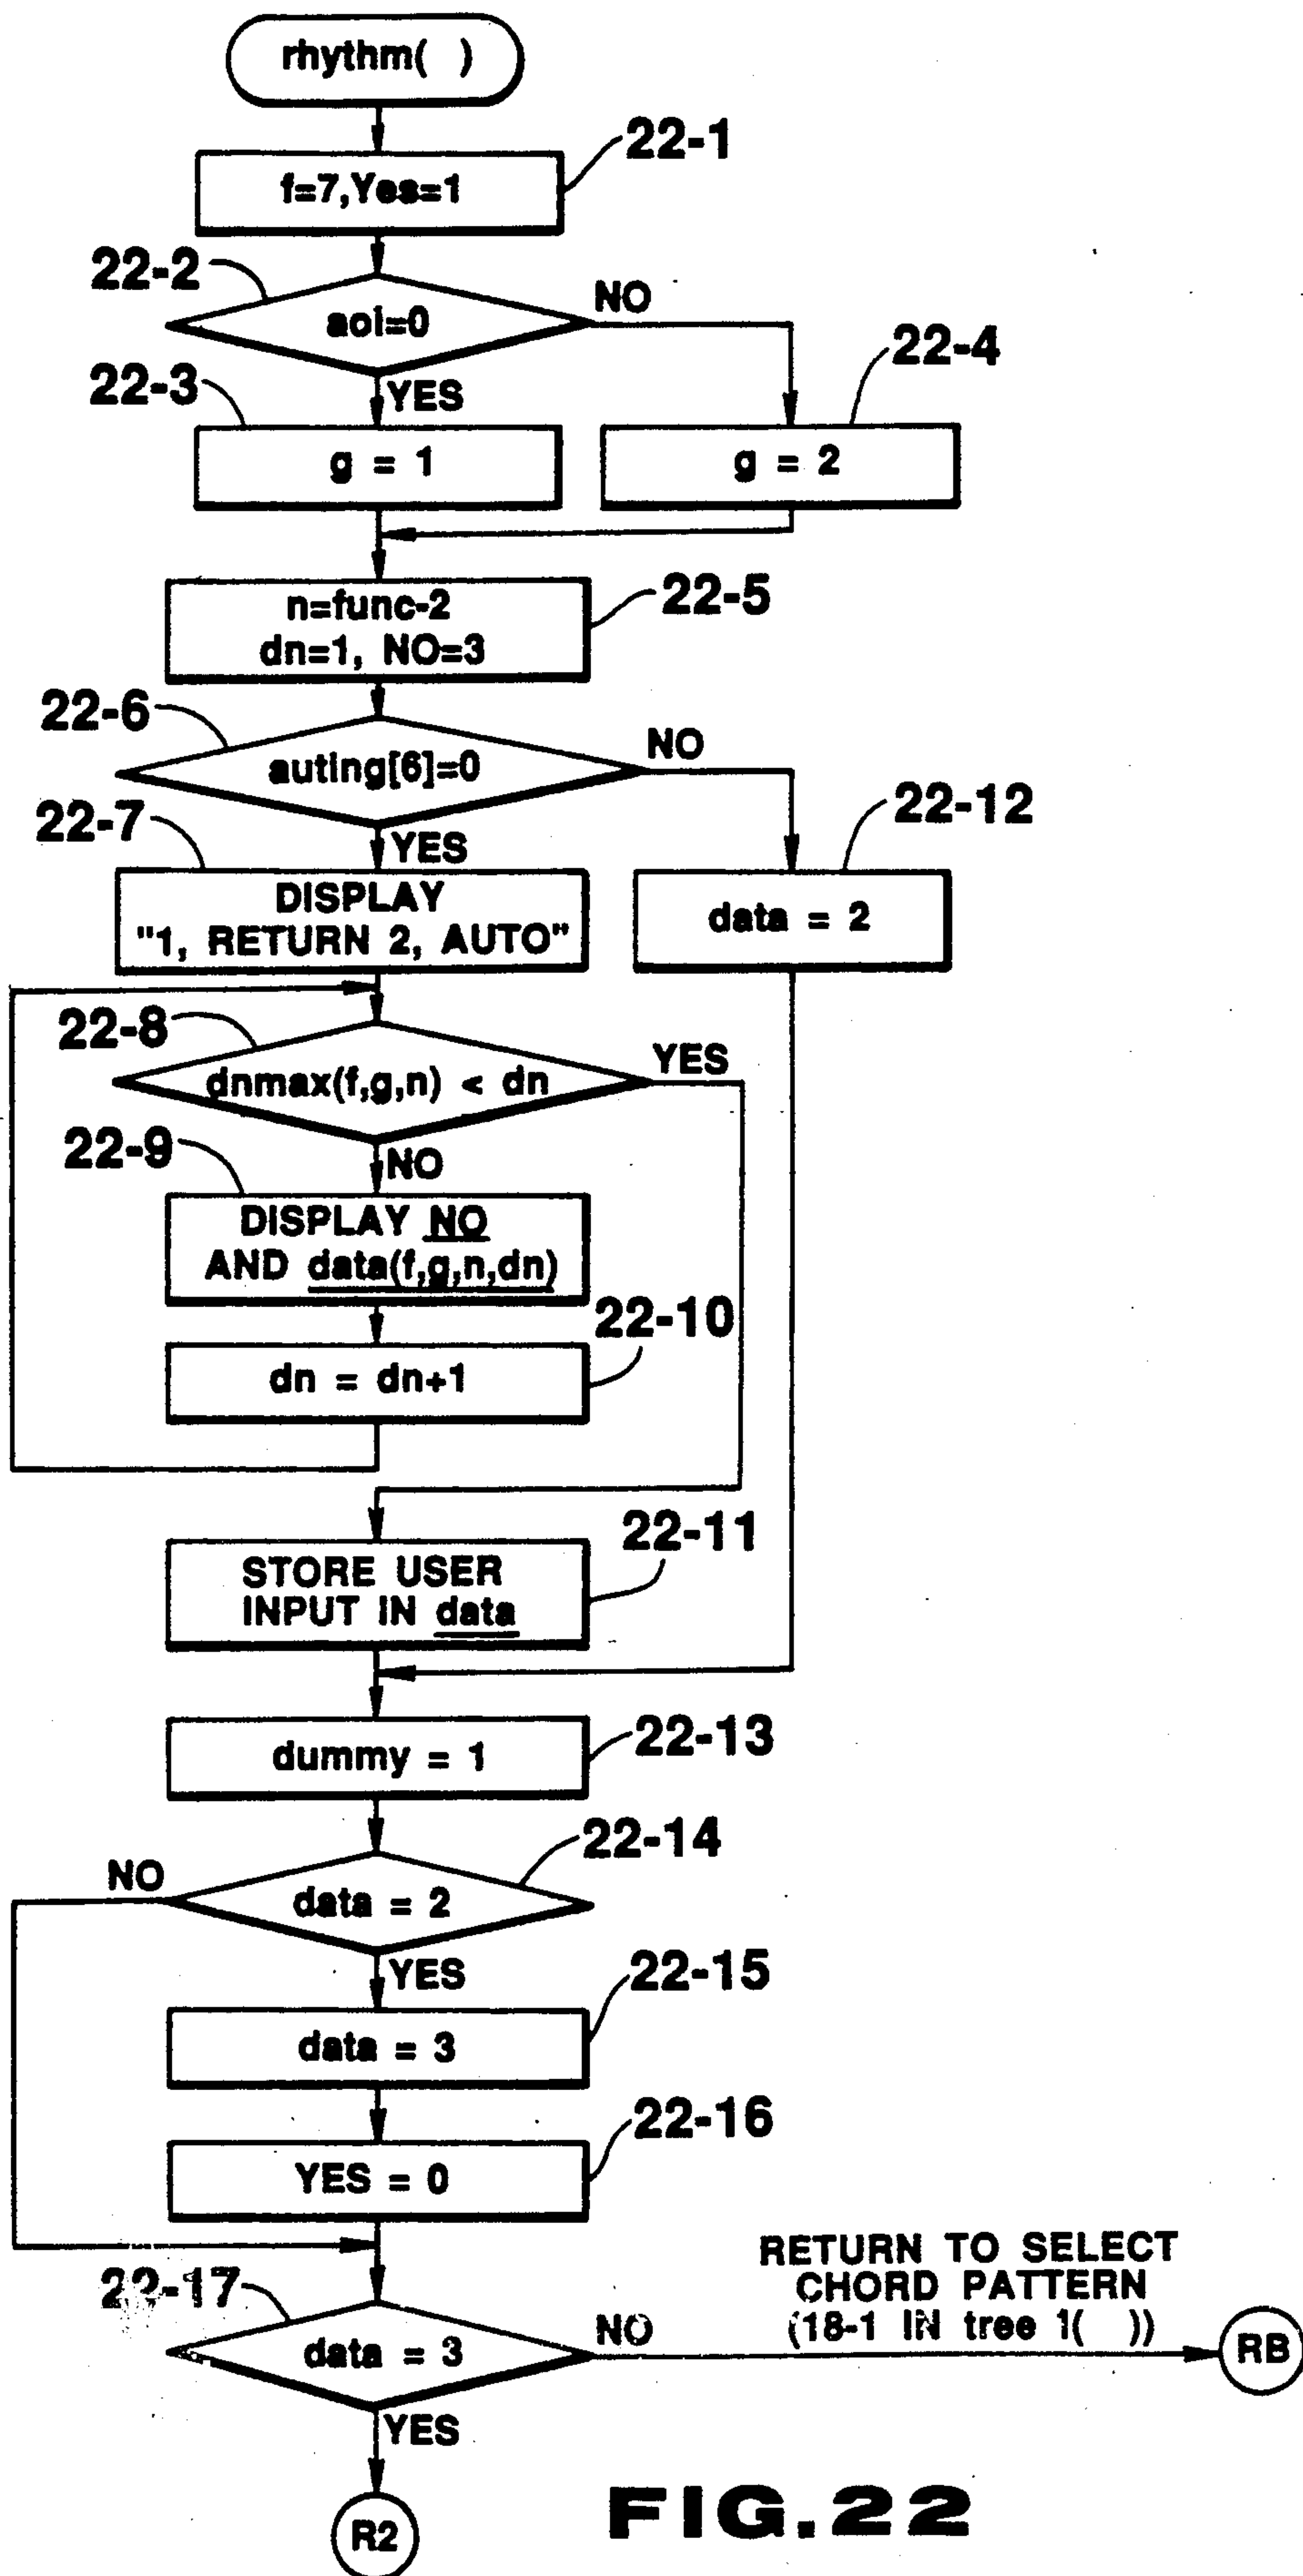 rhythm( )
22-1
f=7,Yes=1
22-2
aoi=0
NO
22-4
22-3
YES
g = 1
g = 2
22-5
n=func-2
dn=1, NO=3
22-6
auting[6]=0
NO
22-12
22-7
YES
DISPLAY
"1, RETURN 2, AUTO"
data = 2
22-8
dnmax(f,g,n) < dn
YES
22-9
NO
DISPLAY NO
AND data(f,g,n,dn)
22-10
dn = dn+1
22-11
STORE USER
INPUT IN data
22-13
dummy = 1
22-14
NO
data = 2
YES
22-15
data = 3
22-16
YES = 0
22-17
RETURN TO SELECT
CHORD PATTERN
(18-1 IN tree 1( ))
data = 3
NO
RB
YES
R2
FIG.22